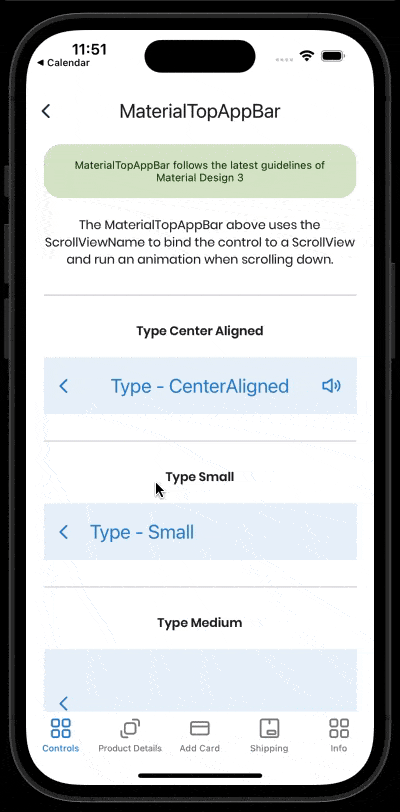 11:51
◀ Calendar
MaterialTopAppBar
MaterialTopAppBar follows the latest guidelines of
Material Design 3
The MaterialTopAppBar above uses the
ScrollViewName to bind the control to a ScrollView
and run an animation when scrolling down.
Type Center Aligned
Type - CenterAligned
Type Small
Type - Small
Type Medium
Controls
Product Details
Add Card
Shipping
Info